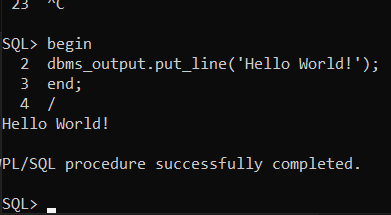 23  ^C
SQL> begin
2  dbms_output.put_line('Hello World!');
3  end;
4  /
Hello World!
PL/SQL procedure successfully completed.
SQL>